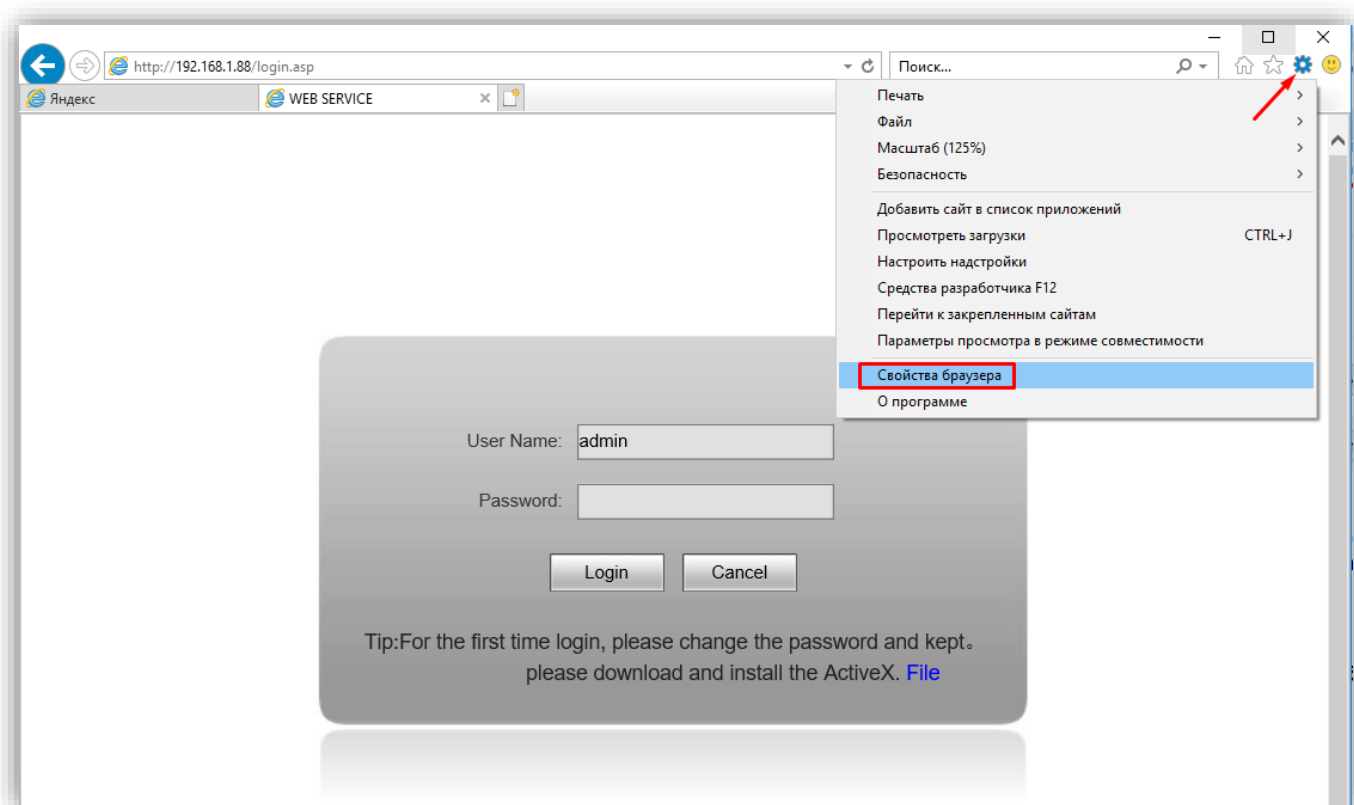 http://192.168.1.88/login.asp
Поиск...
Яндекс
WEB SERVICE
Печать
Файл
Масштаб (125%)
Безопасность
Добавить сайт в список приложений
Просмотреть загрузки CTRL+J
Настроить надстройки
Средства разработчика F12
Перейти к закрепленным сайтам
Параметры просмотра в режиме совместимости
Свойства браузера
О программе
User Name: admin
Password:
Login Cancel
Tip:For the first time login, please change the password and kept。
please download and install the ActiveX. File